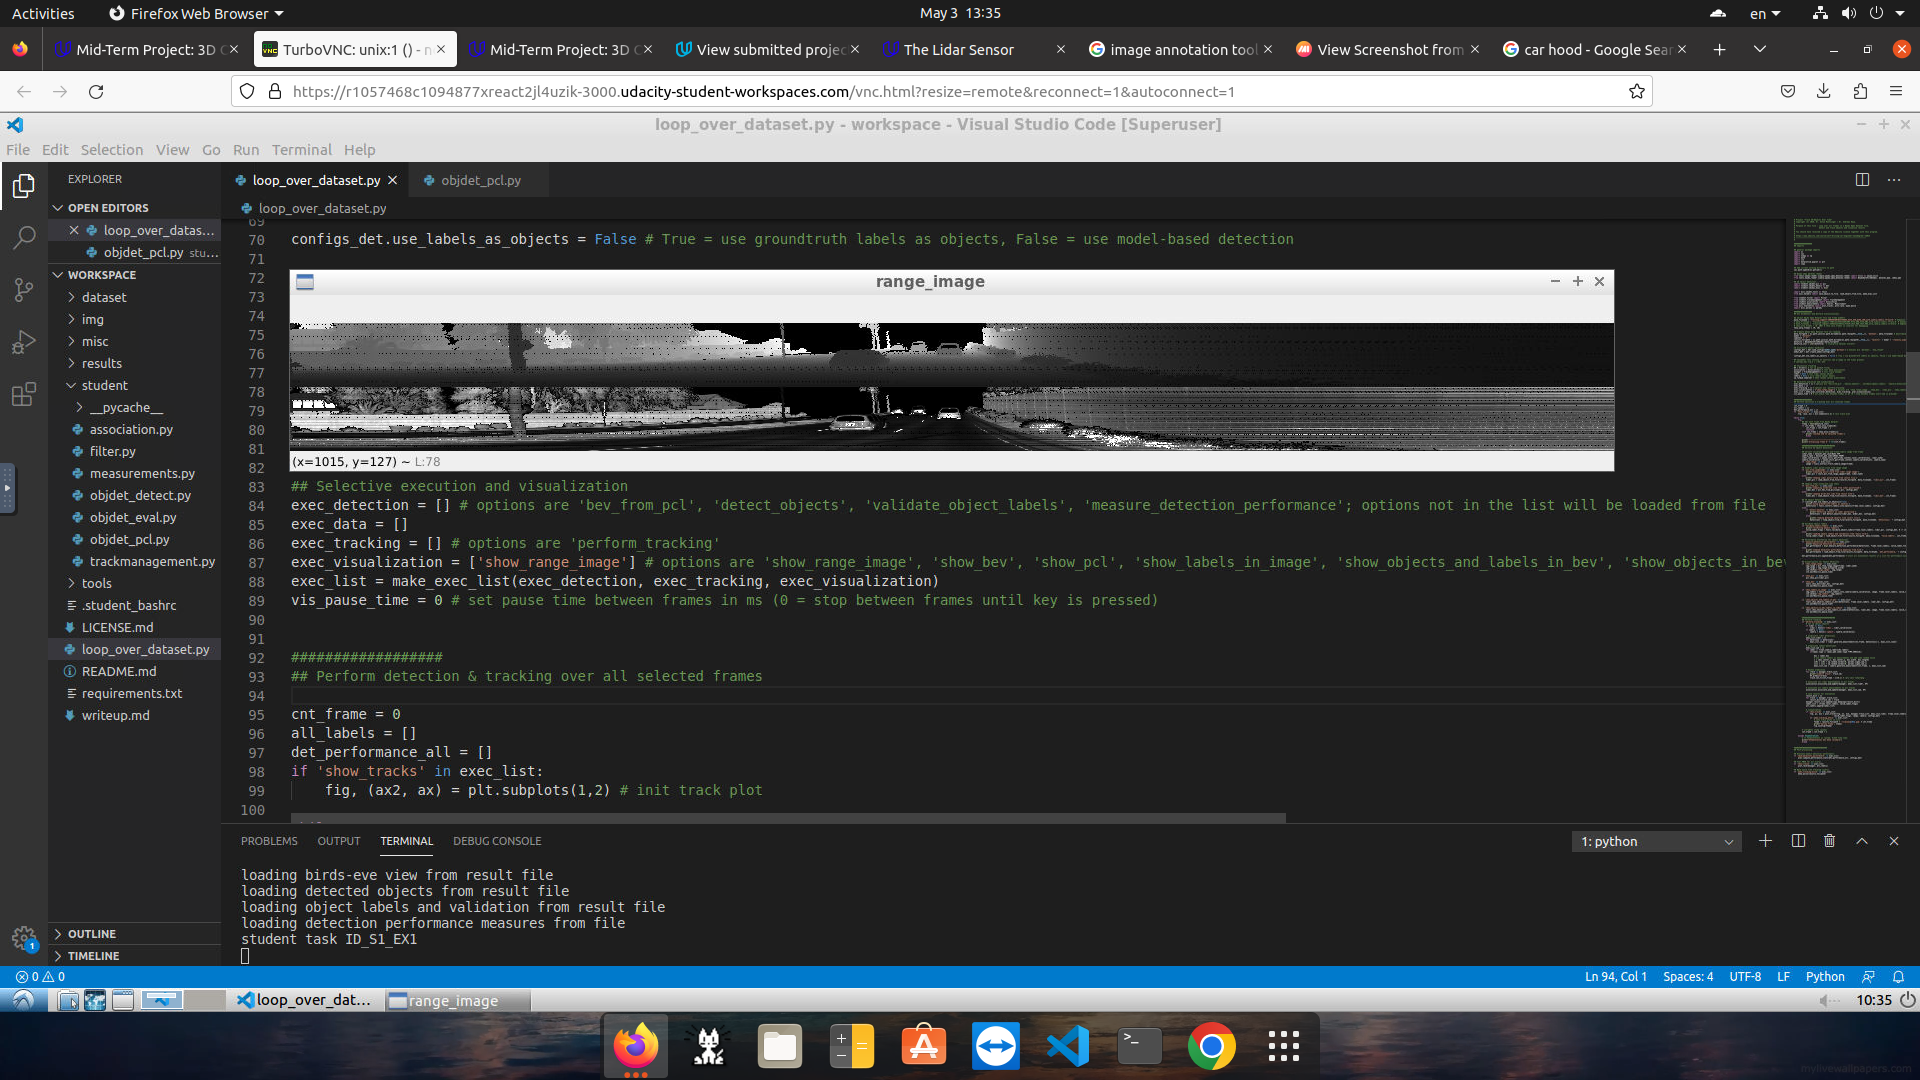 Activities
Firefox Web Browser
May 3 13:35
en
Mid-Term Project: 3D O
TurboVNC: unix:1 () - n
Mid-Term Project: 3D O
View submitted projec
The Lidar Sensor
image annotation tool
View Screenshot from
car hood - Google Sear
https://r1057468c1094877xreact2jl4uzik-3000.udacity-student-workspaces.com/vnc.html?resize=remote&reconnect=1&autoconnect=1
loop_over_dataset.py - workspace - Visual Studio Code [Superuser]
File Edit Selection View Go Run Terminal Help
EXPLORER
OPEN EDITORS
loop_over_datas...
objdet_pcl.py stu...
WORKSPACE
dataset
img
misc
results
student
__pycache__
association.py
filter.py
measurements.py
objdet_detect.py
objdet_eval.py
objdet_pcl.py
trackmanagement.py
tools
.student_bashrc
LICENSE.md
loop_over_dataset.py
README.md
requirements.txt
writeup.md
OUTLINE
TIMELINE
loop_over_dataset.py
objdet_pcl.py
loop_over_dataset.py
69
70 configs_det.use_labels_as_objects = False # True = use groundtruth labels as objects, False = use model-based detection
71
72
range_image
73
74
75
76
77
78
79
80
81
82
(x=1015, y=127) ~ L:78
83 ## Selective execution and visualization
84 exec_detection = [] # options are 'bev_from_pcl', 'detect_objects', 'validate_object_labels', 'measure_detection_performance'; options not in the list will be loaded from file
85 exec_data = []
86 exec_tracking = [] # options are 'perform_tracking'
87 exec_visualization = ['show_range_image'] # options are 'show_range_image', 'show_bev', 'show_pcl', 'show_labels_in_image', 'show_objects_and_labels_in_bev', 'show_objects_in_bev
88 exec_list = make_exec_list(exec_detection, exec_tracking, exec_visualization)
89 vis_pause_time = 0 # set pause time between frames in ms (0 = stop between frames until key is pressed)
90
91
92 ##################
93 ## Perform detection & tracking over all selected frames
94
95 cnt_frame = 0
96 all_labels = []
97 det_performance_all = []
98 if 'show_tracks' in exec_list:
99 fig, (ax2, ax) = plt.subplots(1,2) # init track plot
100
PROBLEMS OUTPUT TERMINAL DEBUG CONSOLE
1: python
loading birds-eve view from result file
loading detected objects from result file
loading object labels and validation from result file
loading detection performance measures from file
student task ID_S1_EX1
1
0 0
Ln 94, Col 1 Spaces: 4 UTF-8 LF Python
loop_over_dat...
range_image
10:35
mylivewallpapers.com